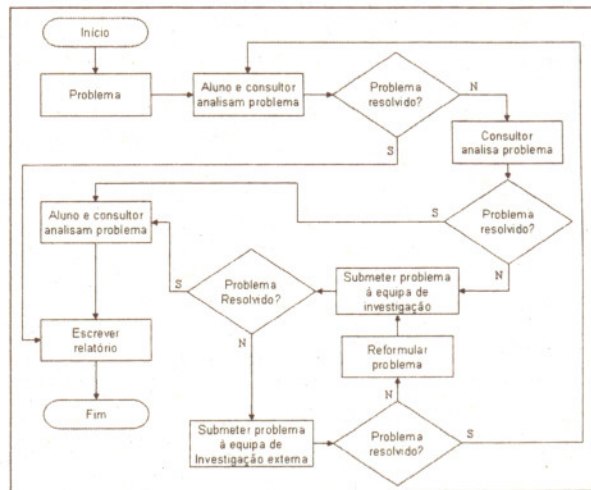 Início
Problema
Aluno e consultor
analisam problema
Problema
resolvido?
N
S
Consultor
analisa problema
Problema
resolvido?
S
N
Aluno e consultor
analisam problema
S
Problema
Resolvido?
N
Submeter problema
á equipa de
investigação
Reformular
problema
N
Escrever
relatório
Fim
Submeter problema
á equipa de
Investigação externa
Problema
resolvido?
S